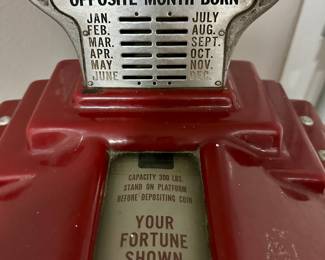 OPPOSITE MONTH BORN
JAN. JULY
FEB. AUG.
MAR. SEPT.
APR. OCT.
MAY NOV.
JUNE DEC.
CAPACITY 300 LBS.
STAND ON PLATFORM
BEFORE DEPOSITING COIN
YOUR
FORTUNE
SHOWN